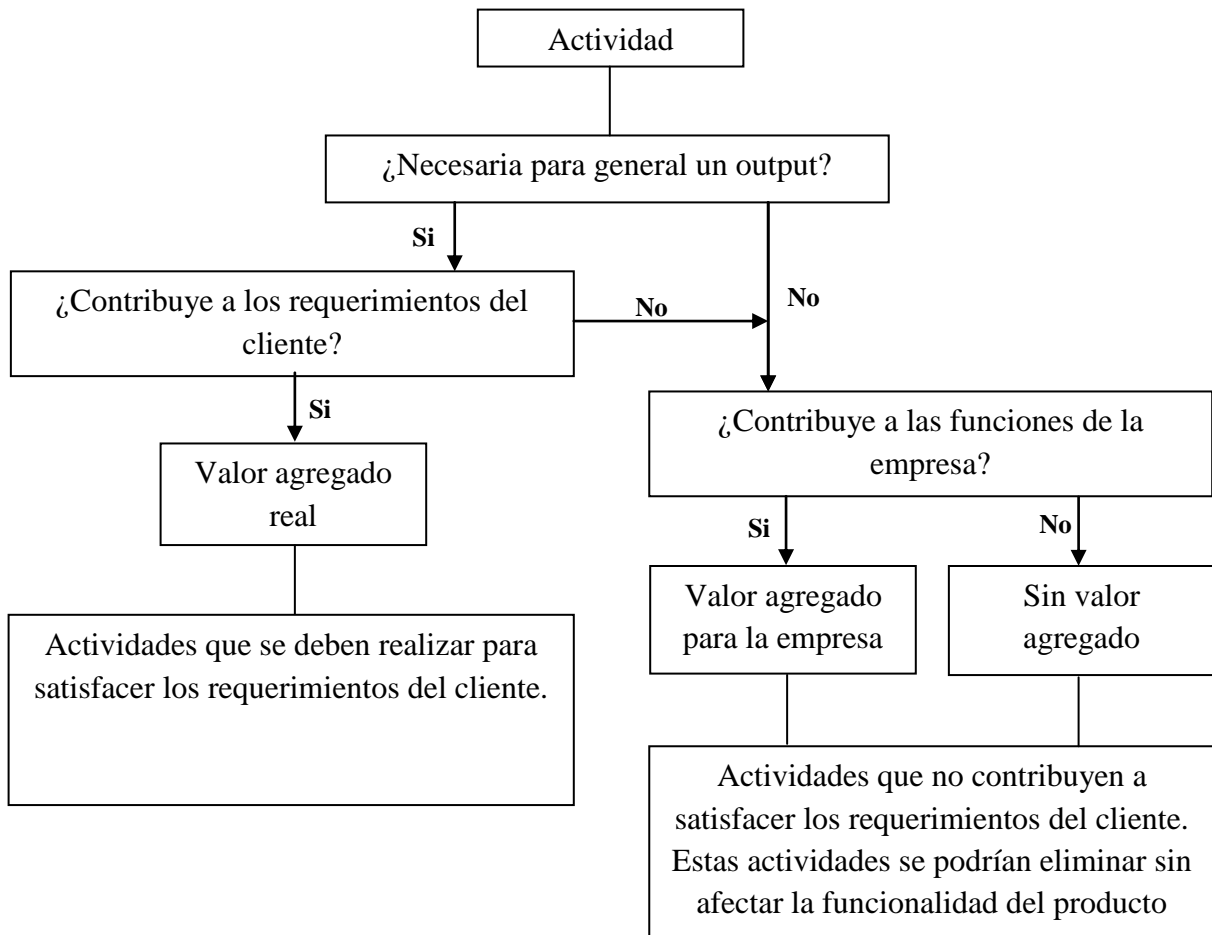 Actividad
¿Necesaria para general un output?
Si
¿Contribuye a los requerimientos del
cliente?
No
No
Si
¿Contribuye a las funciones de la
empresa?
Valor agregado
real
Si
No
Valor agregado
para la empresa
Sin valor
agregado
Actividades que se deben realizar para
satisfacer los requerimientos del cliente.
Actividades que no contribuyen a
satisfacer los requerimientos del cliente.
Estas actividades se podrían eliminar sin
afectar la funcionalidad del producto